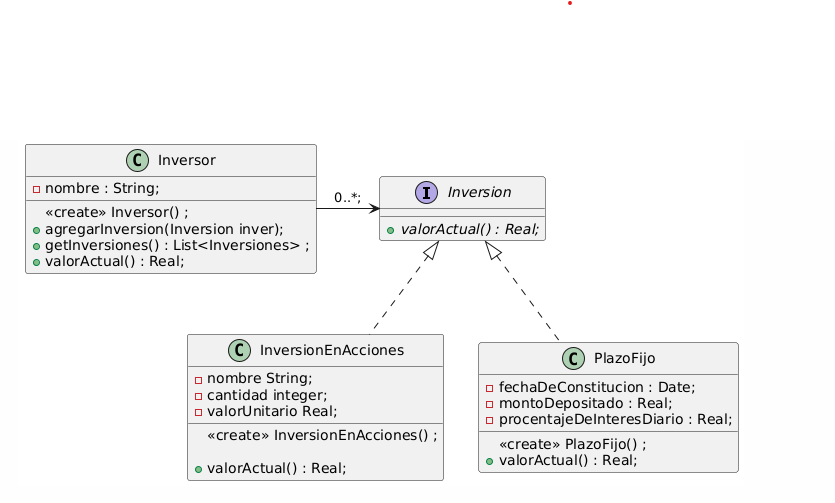 C Inversor
nombre : String;
«create» Inversor() ;
agregarInversion(Inversion inver);
getInversiones() : List<Inversiones> ;
valorActual() : Real;
0..*;
I Inversion
valorActual() : Real;
C InversionEnAcciones
nombre String;
cantidad integer;
valorUnitario Real;
«create» InversionEnAcciones() ;
valorActual() : Real;
C PlazoFijo
fechaDeConstitucion : Date;
montoDepositado : Real;
procentajeDeInteresDiario : Real;
«create» PlazoFijo() ;
valorActual() : Real;